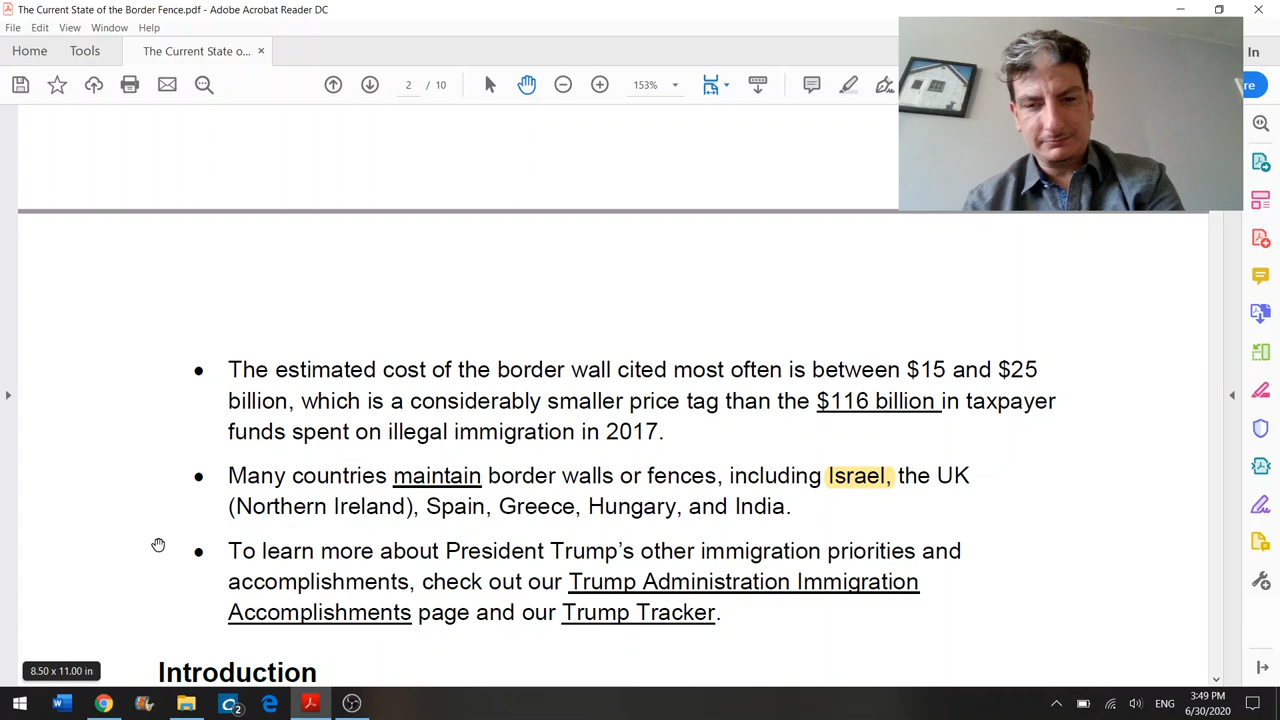 The Current State of the Border Fence.pdf - Adobe Acrobat Reader DC
File Edit View Window Help
Home Tools The Current State o... × In
2 / 10 153% re
The estimated cost of the border wall cited most often is between $15 and $25
billion, which is a considerably smaller price tag than the $116 billion in taxpayer
funds spent on illegal immigration in 2017.
Many countries maintain border walls or fences, including Israel, the UK
(Northern Ireland), Spain, Greece, Hungary, and India.
To learn more about President Trump’s other immigration priorities and
accomplishments, check out our Trump Administration Immigration
Accomplishments page and our Trump Tracker.
8.50 x 11.00 in
Introduction
ENG 3:49 PM
6/30/2020